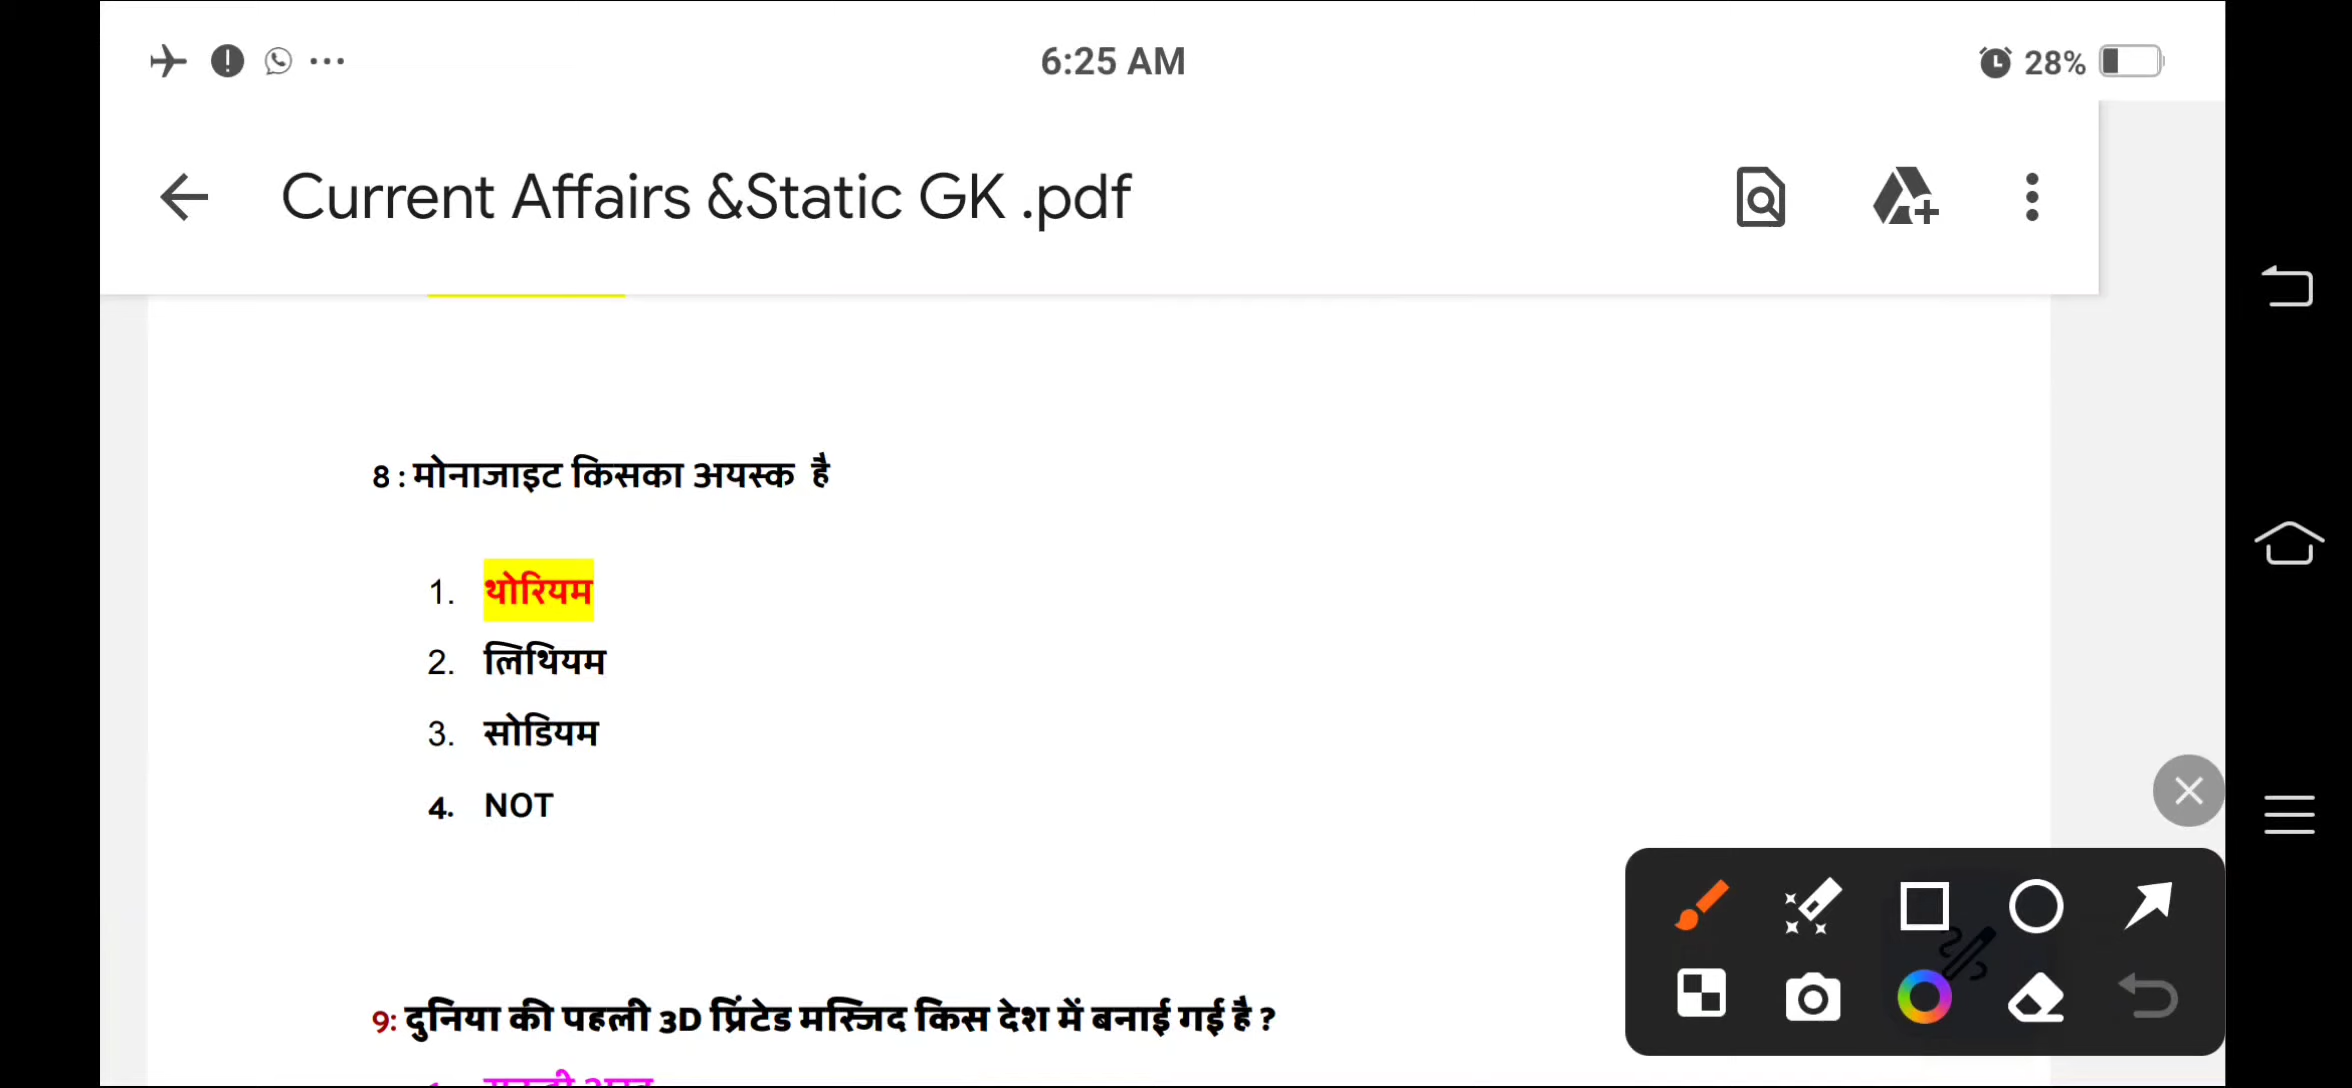 6:25 AM
28%
Current Affairs &Static GK .pdf
8 : मोनाजाइट किसका अयस्क है
1. थोरियम
2. लिथियम
3. सोडियम
4. NOT
9: दुनिया की पहली 3D प्रिंटेड मस्जिद किस देश में बनाई गई है ?